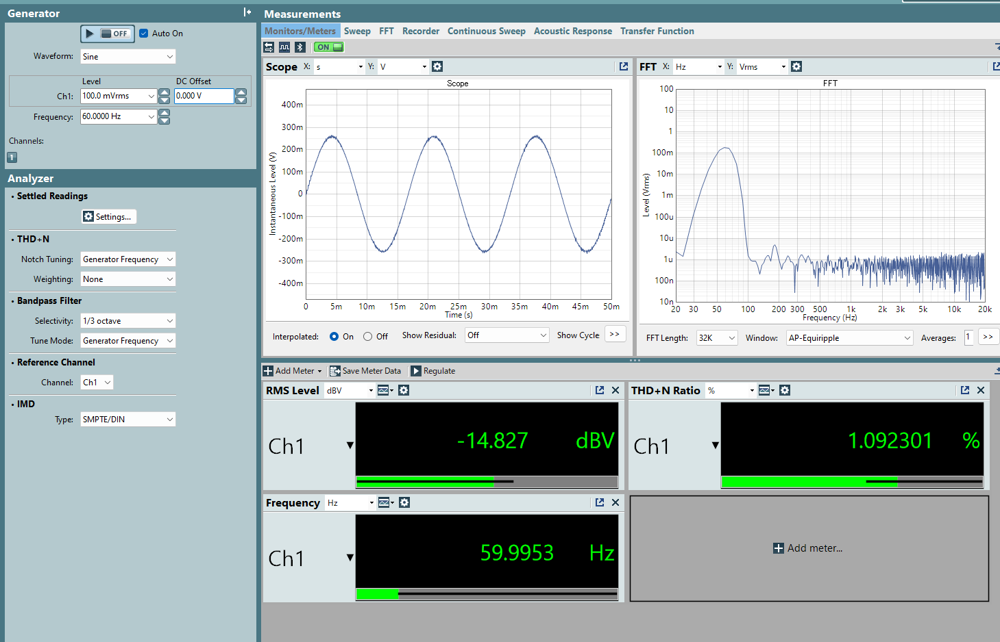 Generator
OFF
Auto On
Waveform: Sine
Level DC Offset
Ch1: 100.0 mVrms 0.000 V
Frequency: 60.0000 Hz
Channels:
1
Analyzer
• Settled Readings
Settings...
• THD+N
Notch Tuning: Generator Frequency
Weighting: None
• Bandpass Filter
Selectivity: 1/3 octave
Tune Mode: Generator Frequency
• Reference Channel
Channel: Ch1
• IMD
Type: SMPTE/DIN
Measurements
Monitors/Meters Sweep FFT Recorder Continuous Sweep Acoustic Response Transfer Function
ON
Scope X: s Y: V
Scope
400m
300m
200m
100m
0
-100m
-200m
-300m
-400m
Instantaneous Level (V)
0 5m 10m 15m 20m 25m 30m 35m 40m 45m 50m
Time (s)
Interpolated: On Off Show Residual: Off Show Cycle >>
FFT X: Hz Y: Vrms
FFT
100
10
1
100m
10m
1m
100u
10u
1u
100n
10n
Level (Vrms)
20 30 50 100 200 300 500 1k 2k 3k 5k 10k 20k
Frequency (Hz)
FFT Length: 32K Window: AP-Equiripple Averages: 1 >>
Add Meter Save Meter Data Regulate
RMS Level dBV
Ch1 -14.827 dBV
THD+N Ratio %
Ch1 1.092301 %
Frequency Hz
Ch1 59.9953 Hz
Add meter...